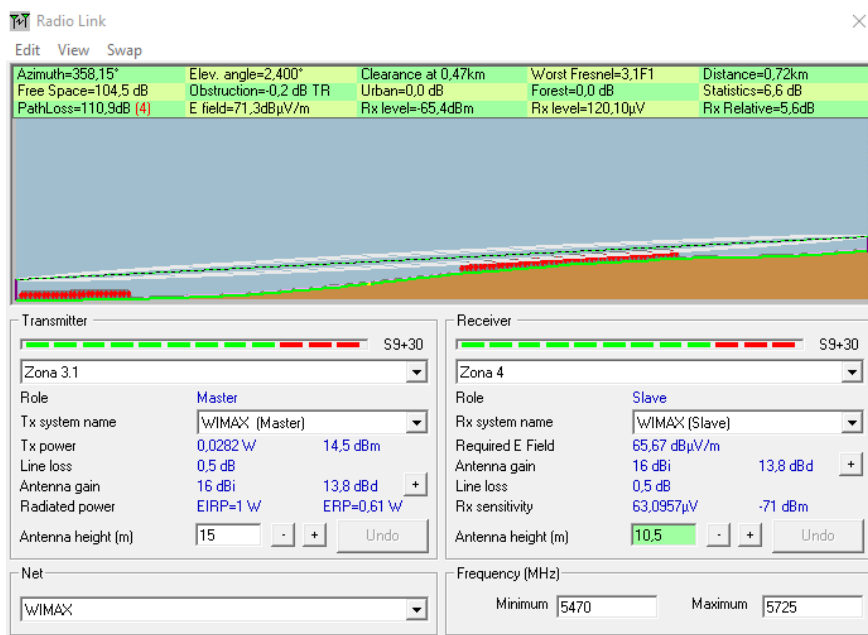 Radio Link
Edit View Swap
Azimuth=358,15° Elev. angle=2,400° Clearance at 0,47km Worst Fresnel=3,1F1 Distance=0,72km
Free Space=104,5 dB Obstruction=-0,2 dB TR Urban=0,0 dB Forest=0,0 dB Statistics=6,6 dB
PathLoss=110,9dB (4) E field=71,3dBµV/m Rx level=-65,4dBm Rx level=120,10µV Rx Relative=5,6dB
Transmitter
S9+30
Zona 3.1
Role Master
Tx system name WIMAX (Master)
Tx power 0,0282 W 14,5 dBm
Line loss 0,5 dB
Antenna gain 16 dBi 13,8 dBd +
Radiated power EIRP=1 W ERP=0,61 W
Antenna height (m) 15 - + Undo
Receiver
S9+30
Zona 4
Role Slave
Rx system name WIMAX (Slave)
Required E Field 65,67 dBµV/m
Antenna gain 16 dBi 13,8 dBd +
Line loss 0,5 dB
Rx sensitivity 63,0957µV -71 dBm
Antenna height (m) 10,5 - + Undo
Net
WIMAX
Frequency (MHz)
Minimum 5470 Maximum 5725